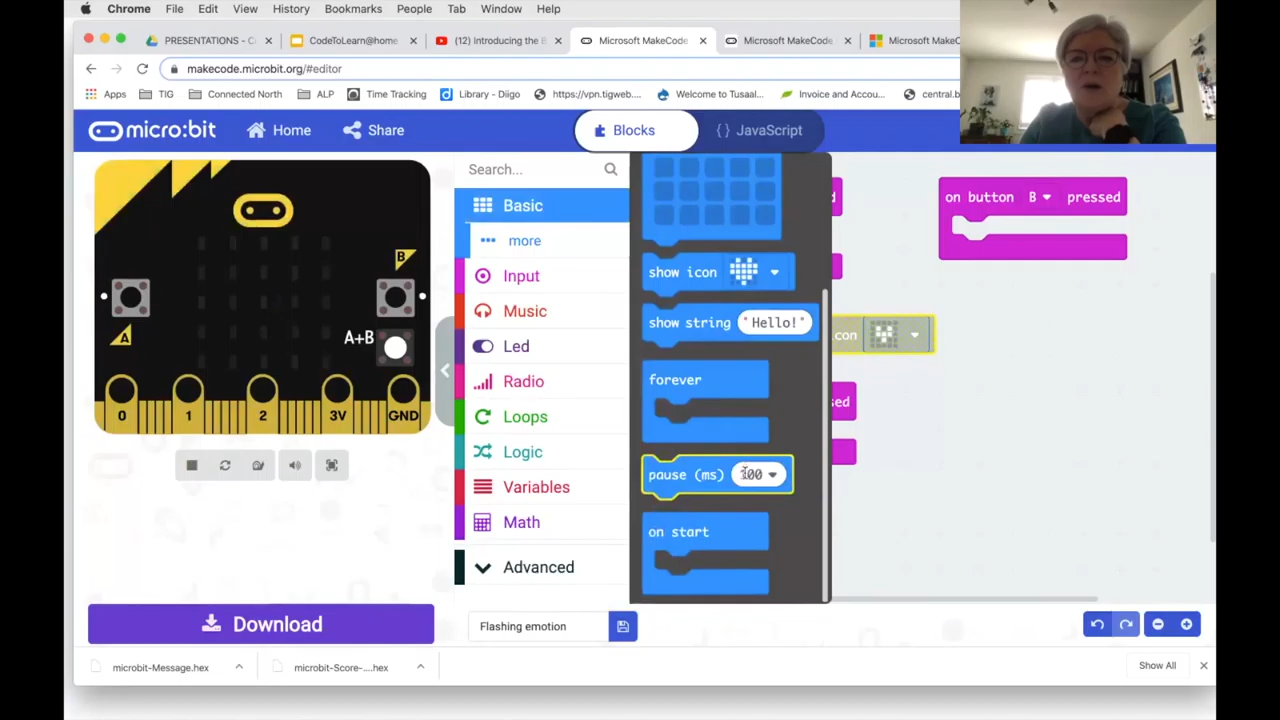 Chrome File Edit View History Bookmarks People Tab Window Help
PRESENTATIONS - C
CodeToLearn@home
(12) Introducing the B
Microsoft MakeCode
Microsoft MakeCode
Microsoft MakeC
makecode.microbit.org/#editor
Apps TIG Connected North ALP Time Tracking Library - Diigo https://vpn.tigweb... Welcome to Tusaal... Invoice and Accou... central.b
micro:bit Home Share Blocks {} JavaScript
Search...
Basic
more
Input
Music
Led
Radio
Loops
Logic
Variables
Math
Advanced
B
A
A+B
0 1 2 3V GND
show icon
show string "Hello!"
forever
pause (ms) 100
on start
on button B pressed
con
sed
Download
Flashing emotion
microbit-Message.hex
microbit-Score-....hex
Show All